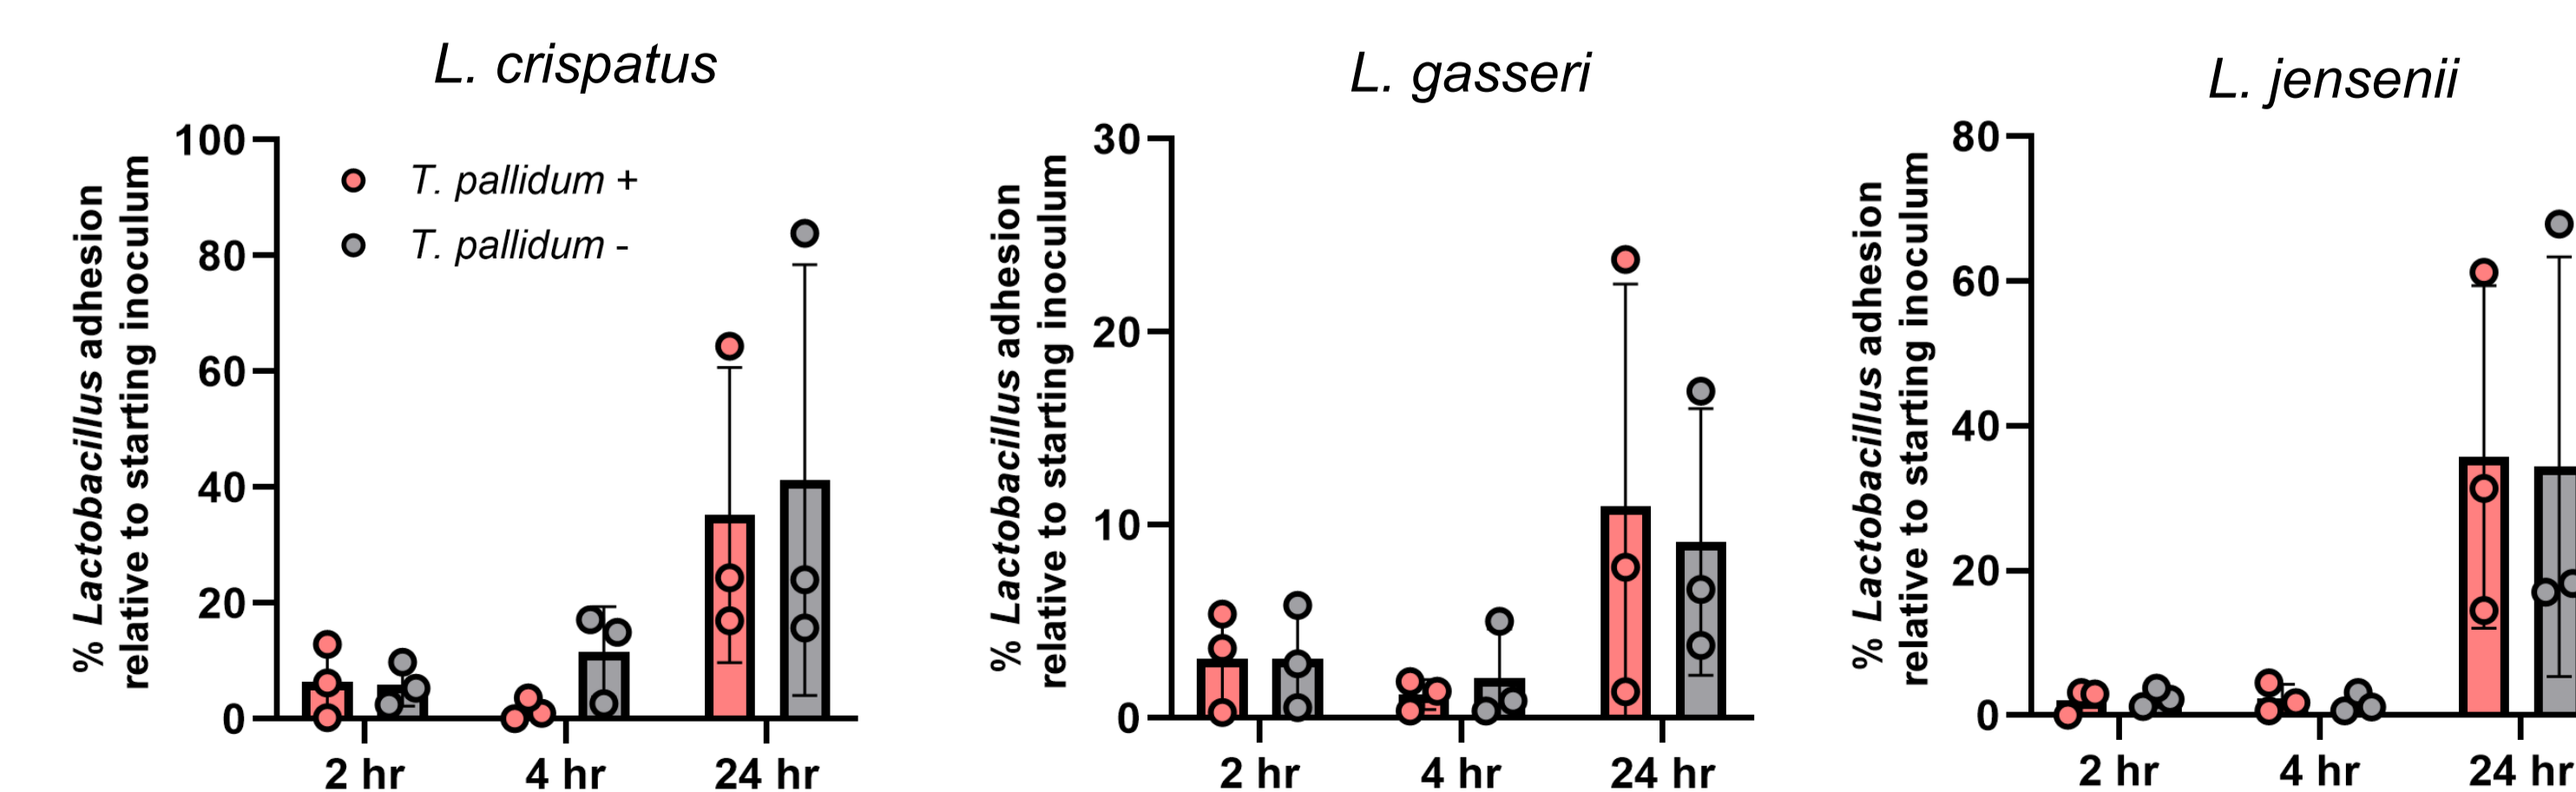 L. crispatus
% Lactobacillus adhesion
relative to starting inoculum
100
80
60
40
20
0
T. pallidum +
T. pallidum -
2 hr
4 hr
24 hr
L. gasseri
% Lactobacillus adhesion
relative to starting inoculum
30
20
10
0
2 hr
4 hr
24 hr
L. jensenii
% Lactobacillus adhesion
relative to starting inoculum
80
60
40
20
0
2 hr
4 hr
24 hr